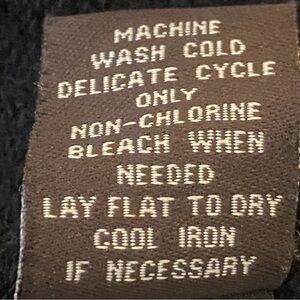 MACHINE
WASH COLD
DELICATE CYCLE
ONLY
NON-CHLORINE
BLEACH WHEN
NEEDED
LAY FLAT TO DRY
COOL IRON
IF NECESSARY